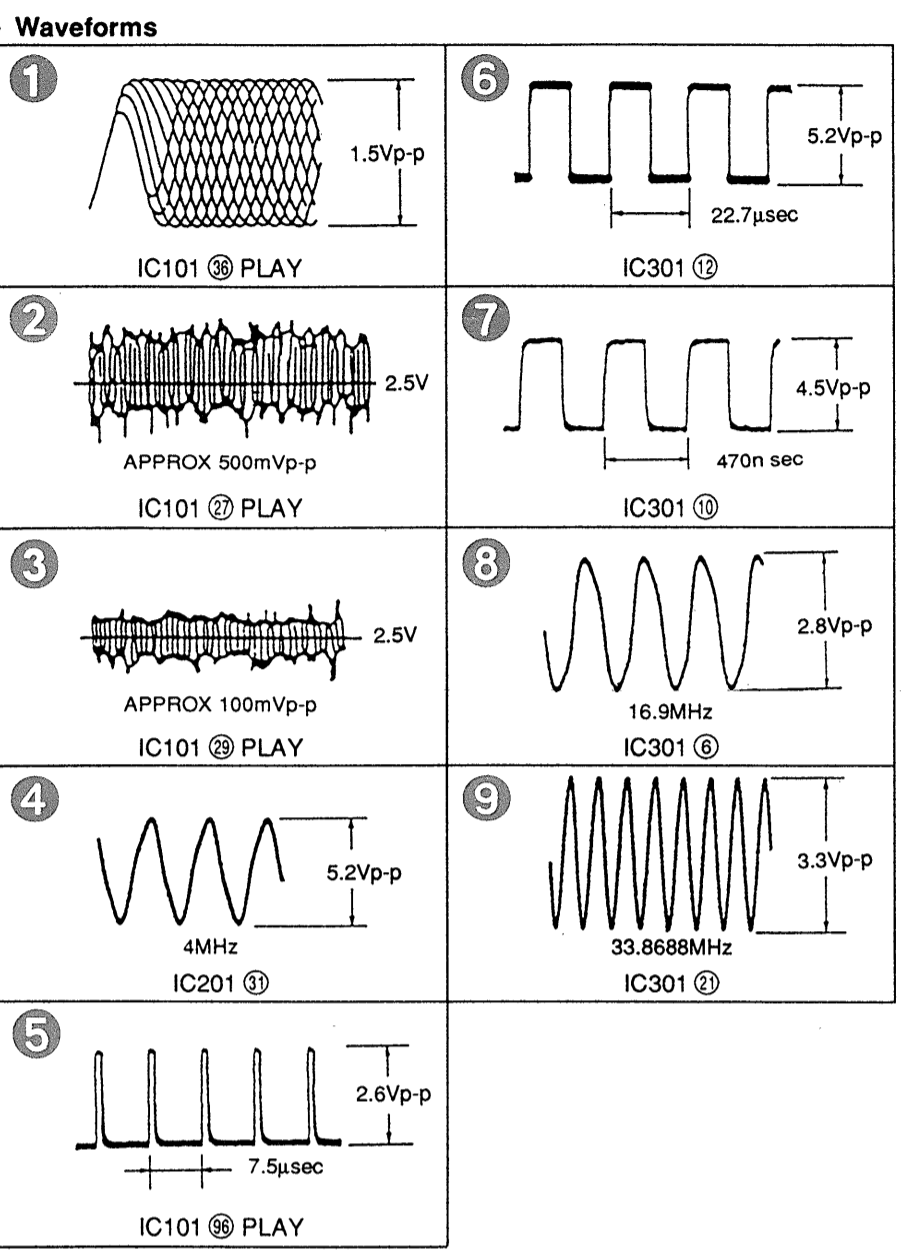 Waveforms
1
1.5Vp-p
IC101 ㊱ PLAY
2
2.5V
APPROX 500mVp-p
IC101 ㉗ PLAY
3
2.5V
APPROX 100mVp-p
IC101 ㉙ PLAY
4
5.2Vp-p
4MHz
IC201 ㉛
5
2.6Vp-p
7.5µsec
IC101 (96) PLAY
6
5.2Vp-p
22.7µsec
IC301 ⑫
7
4.5Vp-p
470n sec
IC301 ⑩
8
2.8Vp-p
16.9MHz
IC301 ⑥
9
3.3Vp-p
33.8688MHz
IC301 ㉑